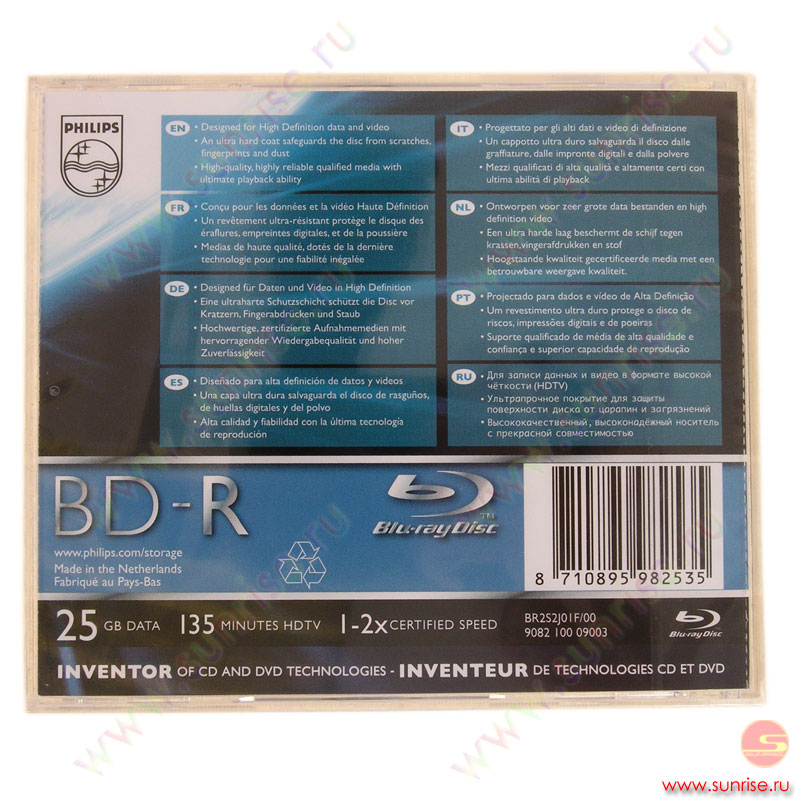 PHILIPS
EN • Designed for High Definition data and video
• An ultra hard coat safeguards the disc from scratches,
fingerprints and dust
• High-quality, highly reliable qualified media with
ultimate playback ability
FR • Conçu pour les données et la vidéo Haute Définition
• Un revêtement ultra-résistant protège le disque des
éraflures, empreintes digitales, et de la poussière
• Medias de haute qualité, dotés de la dernière
technologie pour une fiabilité inégalée
DE • Designed für Daten und Video in High Definition
• Eine ultraharte Schutzschicht schützt die Disc vor
Kratzern, Fingerabdrücken und Staub
• Hochwertige, zertifizierte Aufnahmemedien mit
hervorragender Wiedergabequalität und hoher
Zuverlässigkeit
ES • Diseñado para alta definición de datos y videos
• Una capa ultra dura salvaguarda el disco de rasguños,
de huellas digitales y del polvo
• Alta calidad y fiabilidad con la última tecnología
de reprodución
IT • Progettato per gli alti dati e video di definizione
• Un cappotto ultra duro salvaguarda il disco dalle
graffiature, dalle impronte digitali e dalla polvere
• Mezzi qualificati di alta qualità e altamente certi con
ultima abilità di playback
NL • Ontworpen voor zeer grote data bestanden en high
definition video
• Een ultra harde laag beschermt de schijf tegen
krassen,vingerafdrukken en stof
• Hoogstaande kwaliteit gecertificeerde media met een
betrouwbare weergave kwaliteit.
PT • Projectado para dados e vídeo de Alta Definição
• Um revestimento ultra duro protege o disco de
riscos, impressões digitais e de poeiras
• Suporte qualificado de média de alta qualidade e
confiança e superior capacidade de reprodução
RU • Для записи данных и видео в формате высокой
чёткости (HDTV)
• Ультрапрочное покрытие для защиты
поверхности диска от царапин и загрязнений
• Высококачественный, высоконадёжный носитель
с прекрасной совместимостью
BD-R
Blu-ray Disc TM
www.philips.com/storage
Made in the Netherlands
Fabriqué au Pays-Bas
8 710895 982535
25 GB DATA 135 MINUTES HDTV 1-2x CERTIFIED SPEED
BR2S2J01F/00
9082 100 09003
Blu-ray Disc
INVENTOR OF CD AND DVD TECHNOLOGIES - INVENTEUR DE TECHNOLOGIES CD ET DVD
SUNRISE
www.sunrise.ru